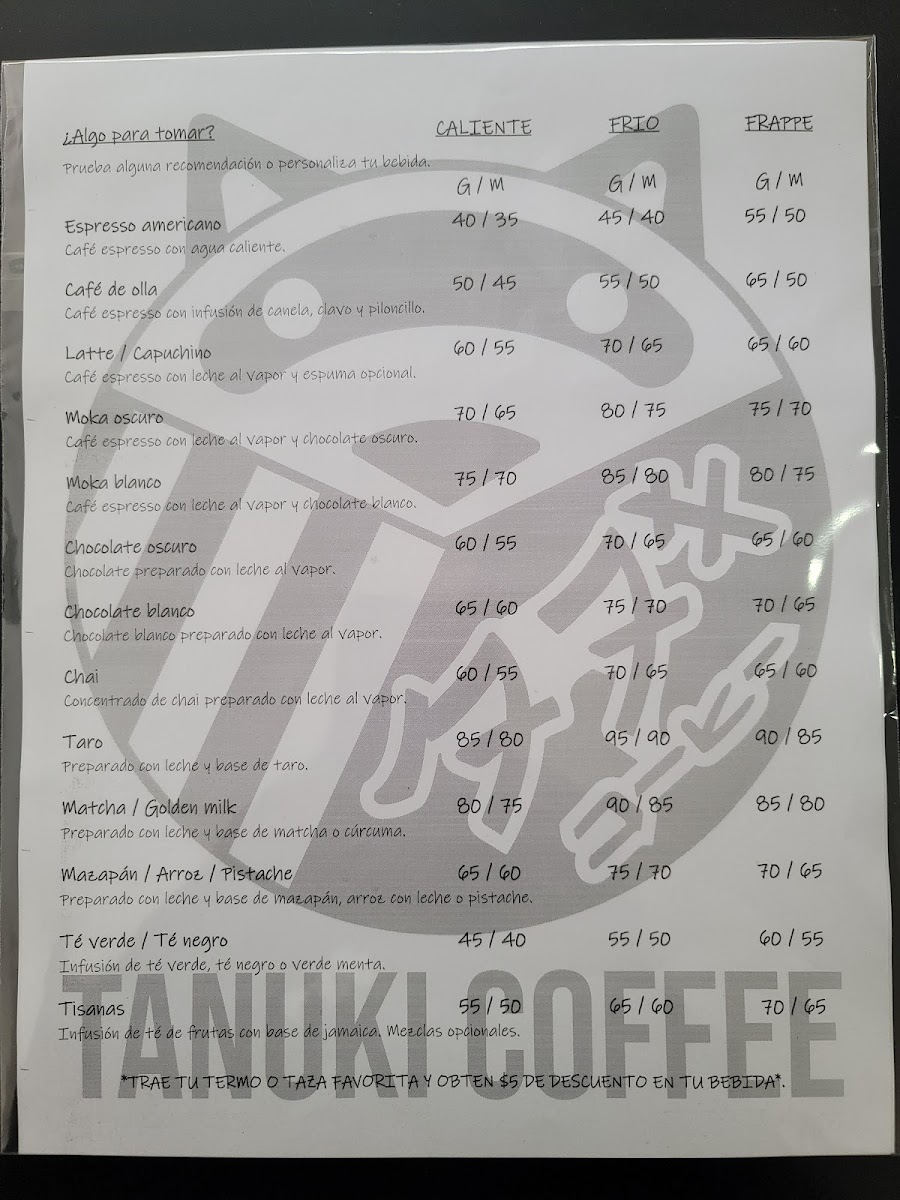 ¿Algo para tomar? CALIENTE FRIO FRAPPE
Prueba alguna recomendación o personaliza tu bebida.
G / M G / M G / M
Espresso americano 40 / 35 45 / 40 55 / 50
Café espresso con agua caliente.
Café de olla 50 / 45 55 / 50 65 / 50
Café espresso con infusión de canela, clavo y piloncillo.
Latte / Capuchino 60 / 55 70 / 65 65 / 60
Café espresso con leche al vapor y espuma opcional.
Moka oscuro 70 / 65 80 / 75 75 / 70
Café espresso con leche al vapor y chocolate oscuro.
Moka blanco 75 / 70 85 / 80 80 / 75
Café espresso con leche al vapor y chocolate blanco.
Chocolate oscuro 60 / 55 70 / 65 65 / 60
Chocolate preparado con leche al vapor.
Chocolate blanco 65 / 60 75 / 70 70 / 65
Chocolate blanco preparado con leche al vapor.
Chai 60 / 55 70 / 65 65 / 60
Concentrado de chai preparado con leche al vapor.
Taro 85 / 80 95 / 90 90 / 85
Preparado con leche y base de taro.
Matcha / Golden milk 80 / 75 90 / 85 85 / 80
Preparado con leche y base de matcha o cúrcuma.
Mazapán / Arroz / Pistache 65 / 60 75 / 70 70 / 65
Preparado con leche y base de mazapán, arroz con leche o pistache.
Té verde / Té negro 45 / 40 55 / 50 60 / 55
Infusión de té verde, té negro o verde menta.
Tisanas 55 / 50 65 / 60 70 / 65
Infusión de té de frutas con base de jamaica. Mezclas opcionales.
TANUKI COFFEE
*TRAE TU TERMO O TAZA FAVORITA Y OBTEN $5 DE DESCUENTO EN TU BEBIDA*.